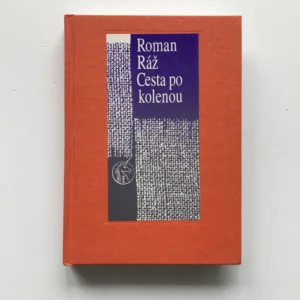 Roman
Ráž
Cesta po
kolenou